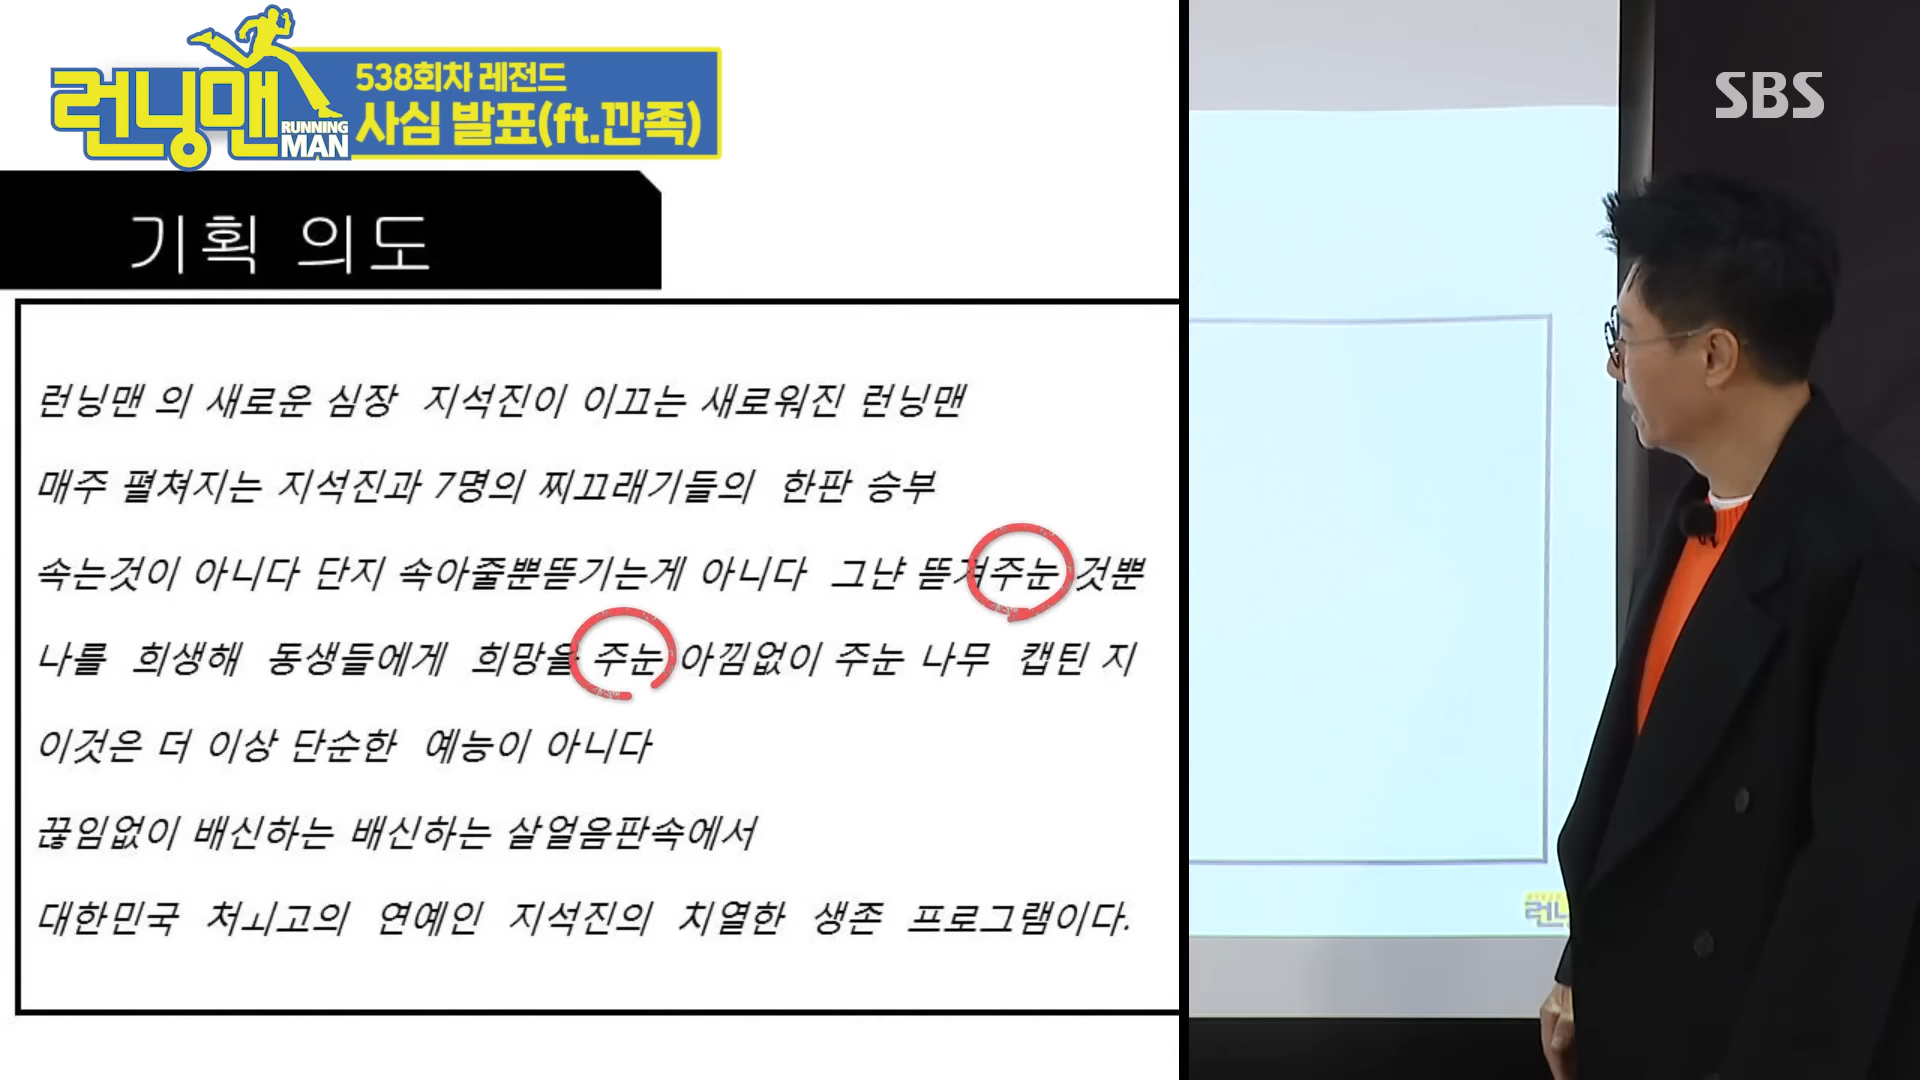 런닝맨
RUNNING
MAN
538회차 레전드
사심 발표(ft.깐족)
SBS
기획 의도
런닝맨 의 새로운 심장 지석진이 이끄는 새로워진 런닝맨
매주 펼쳐지는 지석진과 7명의 찌끄래기들의 한판 승부
속는것이 아니다 단지 속아줄뿐뜯기는게 아니다 그냔 뜯겨주눈 것뿐
나를 희생해 동생들에게 희망을 주눈 아낌없이 주눈 나무 캡틴 지
이것은 더 이상 단순한 예능이 아니다
끊임없이 배신하는 배신하는 살얼음판속에서
대한민국 처ㅚ고의 연예인 지석진의 치열한 생존 프로그램이다.